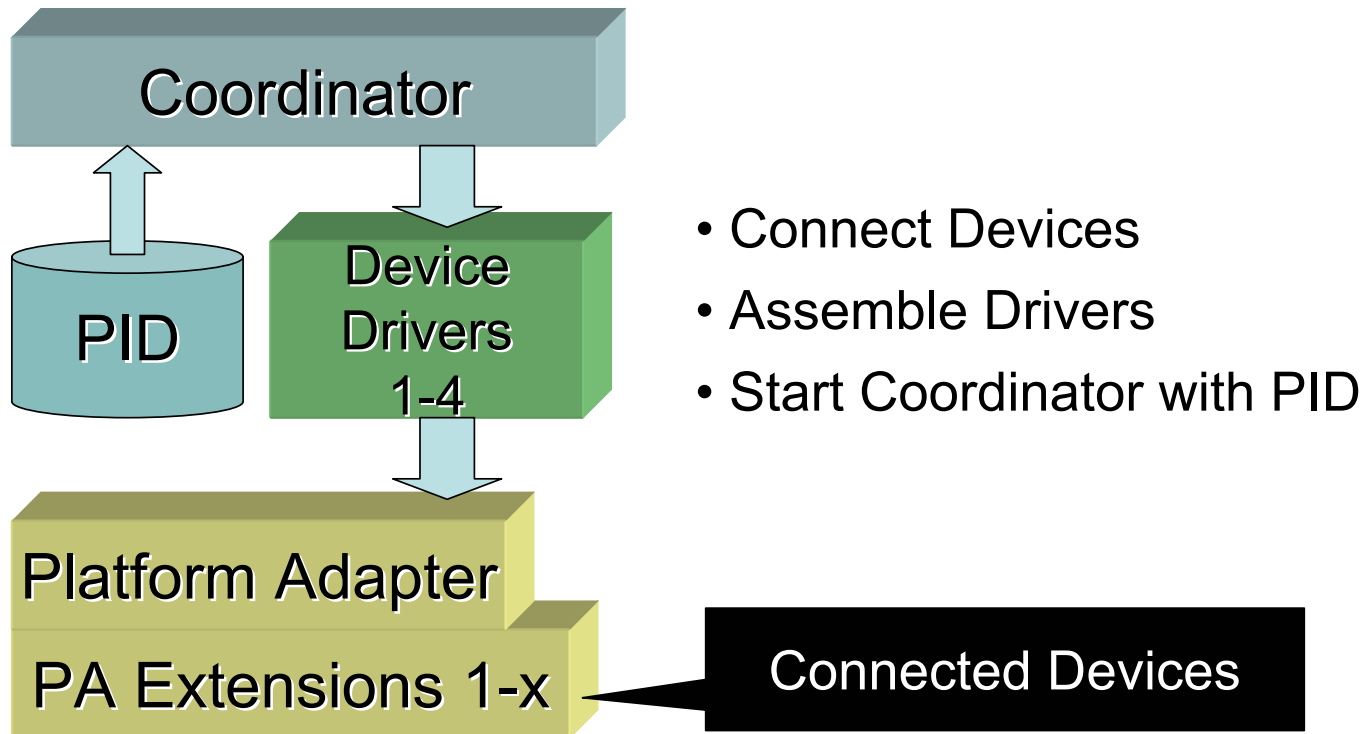 Coordinator
PID
Device
Drivers
1-4
Platform Adapter
PA Extensions 1-x
• Connect Devices
• Assemble Drivers
• Start Coordinator with PID
Connected Devices